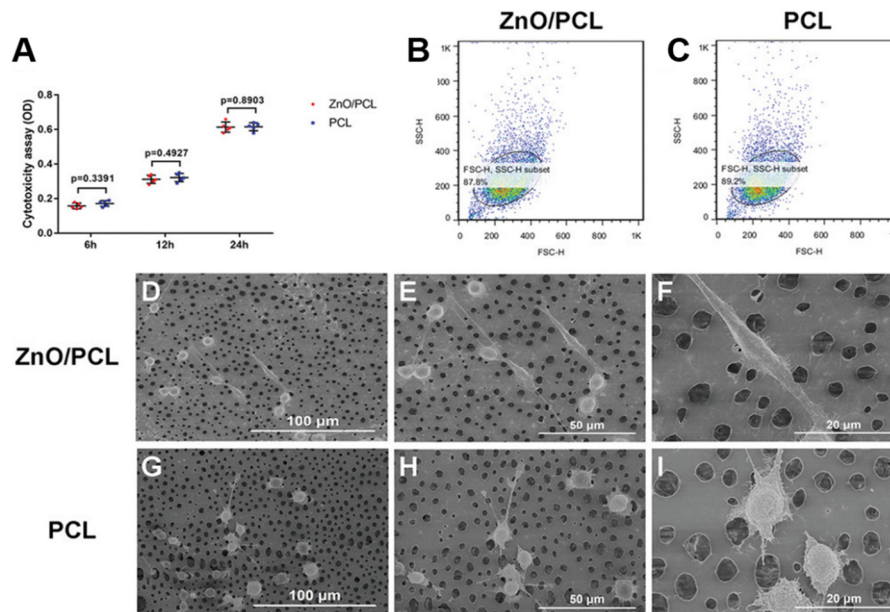 A
Cytotoxicity assay (OD)
0.8
0.6
0.4
0.2
0.0
p=0.3391
p=0.4927
p=0.8903
6h
12h
24h
ZnO/PCL
PCL
B
ZnO/PCL
SSC-H
1K
800
600
400
200
0
FSC-H, SSC-H subset
87.8%
0
200
400
600
800
1K
FSC-H
C
PCL
SSC-H
1K
800
600
400
200
0
FSC-H, SSC-H subset
89.2%
0
200
400
600
800
1K
FSC-H
ZnO/PCL
D
100 µm
E
50 µm
F
20 µm
PCL
G
100 µm
H
50 µm
I
20 µm